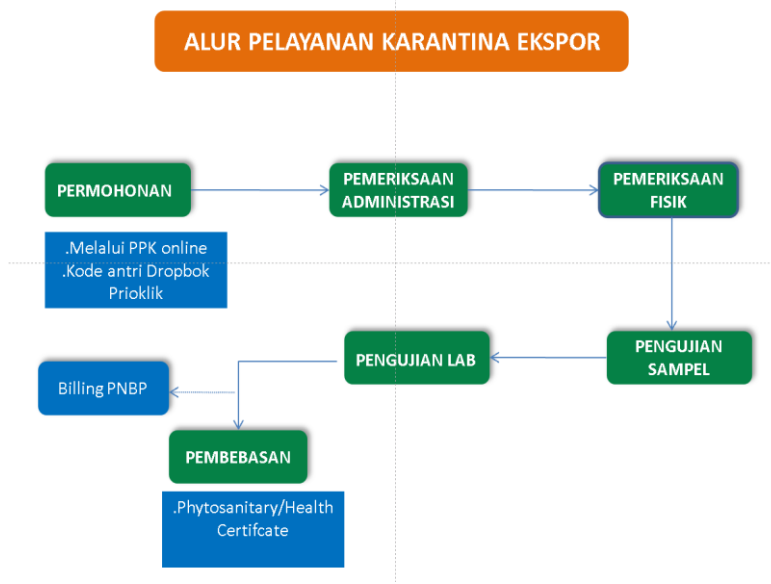 ALUR PELAYANAN KARANTINA EKSPOR
PERMOHONAN
PEMERIKSAAN
ADMINISTRASI
PEMERIKSAAN
FISIK
.Melalui PPK online
.Kode antri Dropbok
Prioklik
PENGUJIAN
SAMPEL
PENGUJIAN LAB
Billing PNBP
PEMBEBASAN
.Phytosanitary/Health
Certifcate